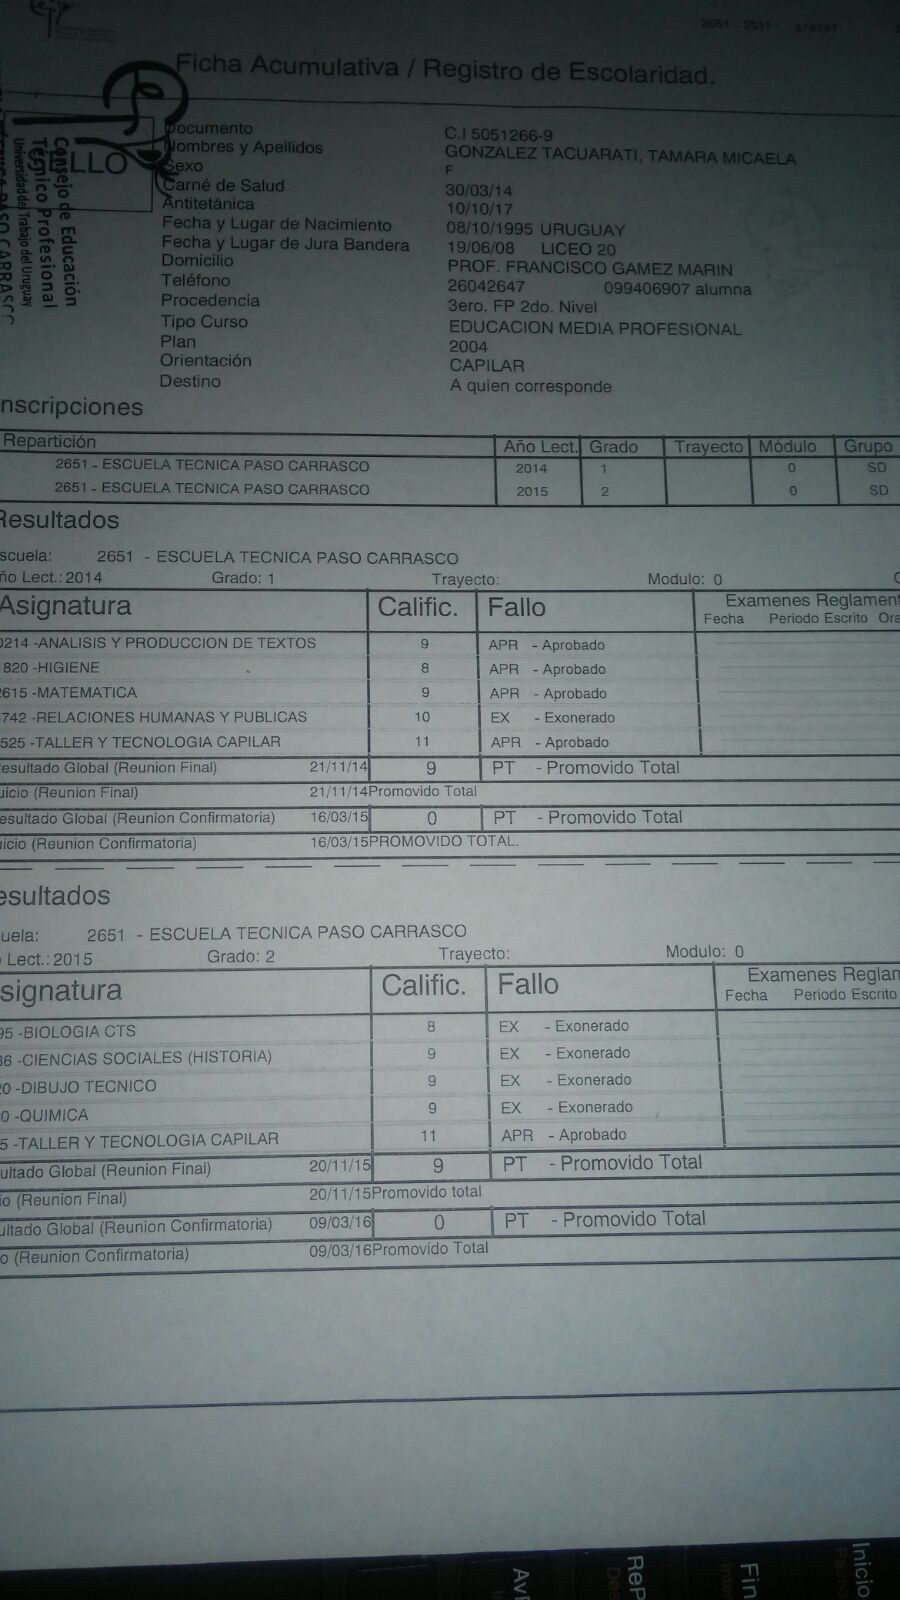 2651 2017 374747
Ficha Acumulativa / Registro de Escolaridad.
Consejo de Educación
Técnico Profesional
Universidad del Trabajo del Uruguay
PASO CARRASCO
Documento C.I 5051266-9
Nombres y Apellidos GONZALEZ TACUARATI, TAMARA MICAELA
Sexo F
Carné de Salud 30/03/14
Antitetánica 10/10/17
Fecha y Lugar de Nacimiento 08/10/1995 URUGUAY
Fecha y Lugar de Jura Bandera 19/06/08 LICEO 20
Domicilio PROF. FRANCISCO GAMEZ MARIN
Teléfono 26042647 099406907 alumna
Procedencia 3ero. FP 2do. Nivel
Tipo Curso EDUCACION MEDIA PROFESIONAL
Plan 2004
Orientación CAPILAR
Destino A quien corresponde
nscripciones
Repartición Año Lect. Grado Trayecto Módulo Grupo
2651 - ESCUELA TECNICA PASO CARRASCO 2014 1 0 SD
2651 - ESCUELA TECNICA PASO CARRASCO 2015 2 0 SD
Resultados
scuela: 2651 - ESCUELA TECNICA PASO CARRASCO
ño Lect.: 2014 Grado: 1 Trayecto: Modulo: 0
Asignatura Calific. Fallo Examenes Reglament
Fecha Periodo Escrito Ora
0214 -ANALISIS Y PRODUCCION DE TEXTOS 9 APR - Aprobado
820 -HIGIENE 8 APR - Aprobado
2615 -MATEMATICA 9 APR - Aprobado
742 -RELACIONES HUMANAS Y PUBLICAS 10 EX - Exonerado
525 -TALLER Y TECNOLOGIA CAPILAR 11 APR - Aprobado
esultado Global (Reunion Final) 21/11/14 9 PT - Promovido Total
uicio (Reunion Final) 21/11/14 Promovido Total
esultado Global (Reunion Confirmatoria) 16/03/15 0 PT - Promovido Total
uicio (Reunion Confirmatoria) 16/03/15 PROMOVIDO TOTAL.
esultados
uela: 2651 - ESCUELA TECNICA PASO CARRASCO
Lect.: 2015 Grado: 2 Trayecto: Modulo: 0
signatura Calific. Fallo Examenes Reglan
Fecha Periodo Escrito
95 -BIOLOGIA CTS 8 EX - Exonerado
36 -CIENCIAS SOCIALES (HISTORIA) 9 EX - Exonerado
20 -DIBUJO TECNICO 9 EX - Exonerado
0 -QUIMICA 9 EX - Exonerado
5 -TALLER Y TECNOLOGIA CAPILAR 11 APR - Aprobado
ultado Global (Reunion Final) 20/11/15 9 PT - Promovido Total
io (Reunion Final) 20/11/15 Promovido total
ultado Global (Reunion Confirmatoria) 09/03/16 0 PT - Promovido Total
o (Reunion Confirmatoria) 09/03/16 Promovido Total
Inicio
Fin
RePág